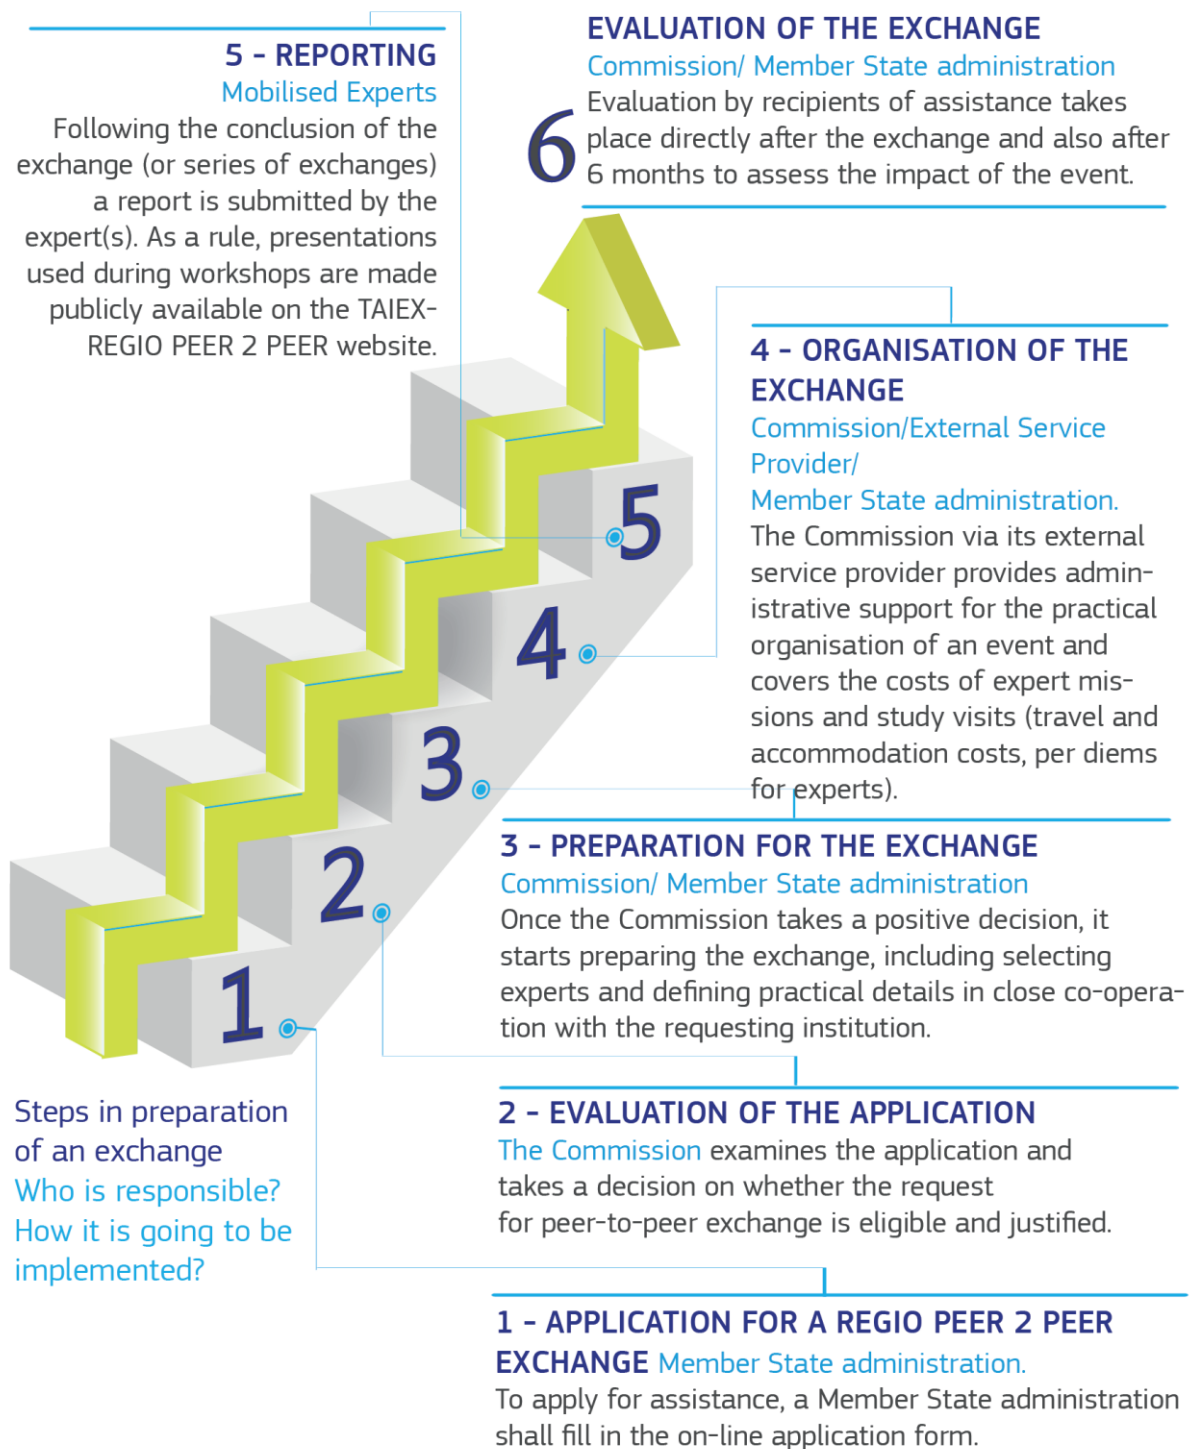 5 - REPORTING
Mobilised Experts
Following the conclusion of the
exchange (or series of exchanges)
a report is submitted by the
expert(s). As a rule, presentations
used during workshops are made
publicly available on the TAIEX-
REGIO PEER 2 PEER website.
6
EVALUATION OF THE EXCHANGE
Commission/ Member State administration
Evaluation by recipients of assistance takes
place directly after the exchange and also after
6 months to assess the impact of the event.
4 - ORGANISATION OF THE
EXCHANGE
Commission/External Service
Provider/
Member State administration.
The Commission via its external
service provider provides admin-
istrative support for the practical
organisation of an event and
covers the costs of expert mis-
sions and study visits (travel and
accommodation costs, per diems
for experts).
5
4
3
2
1
3 - PREPARATION FOR THE EXCHANGE
Commission/ Member State administration
Once the Commission takes a positive decision, it
starts preparing the exchange, including selecting
experts and defining practical details in close co-opera-
tion with the requesting institution.
Steps in preparation
of an exchange
Who is responsible?
How it is going to be
implemented?
2 - EVALUATION OF THE APPLICATION
The Commission examines the application and
takes a decision on whether the request
for peer-to-peer exchange is eligible and justified.
1 - APPLICATION FOR A REGIO PEER 2 PEER
EXCHANGE Member State administration.
To apply for assistance, a Member State administration
shall fill in the on-line application form.